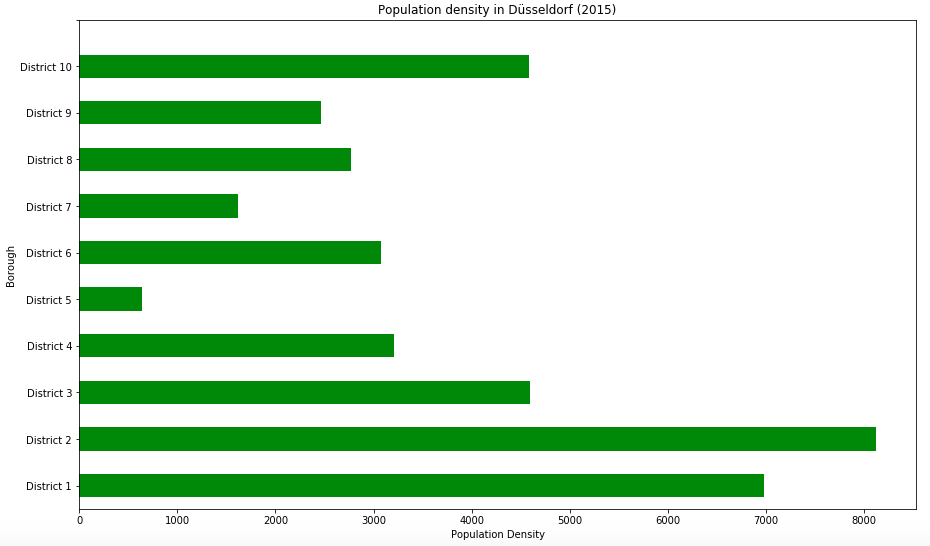 Population density in Düsseldorf (2015)
Borough
District 10
District 9
District 8
District 7
District 6
District 5
District 4
District 3
District 2
District 1
0 1000 2000 3000 4000 5000 6000 7000 8000
Population Density